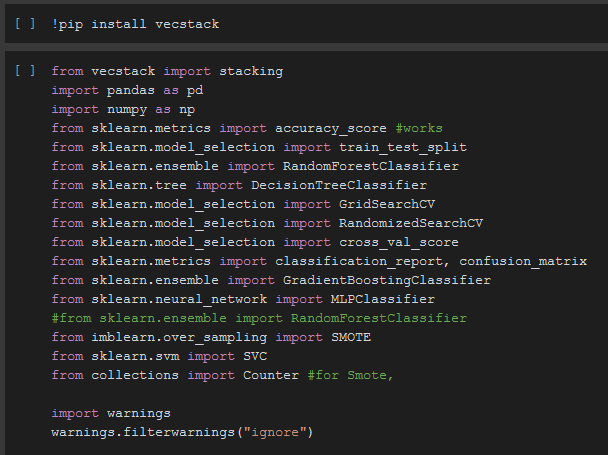 [ ] !pip install vecstack
[ ] from vecstack import stacking
import pandas as pd
import numpy as np
from sklearn.metrics import accuracy_score #works
from sklearn.model_selection import train_test_split
from sklearn.ensemble import RandomForestClassifier
from sklearn.tree import DecisionTreeClassifier
from sklearn.model_selection import GridSearchCV
from sklearn.model_selection import RandomizedSearchCV
from sklearn.model_selection import cross_val_score
from sklearn.metrics import classification_report, confusion_matrix
from sklearn.ensemble import GradientBoostingClassifier
from sklearn.neural_network import MLPClassifier
#from sklearn.ensemble import RandomForestClassifier
from imblearn.over_sampling import SMOTE
from sklearn.svm import SVC
from collections import Counter #for Smote,
import warnings
warnings.filterwarnings("ignore")